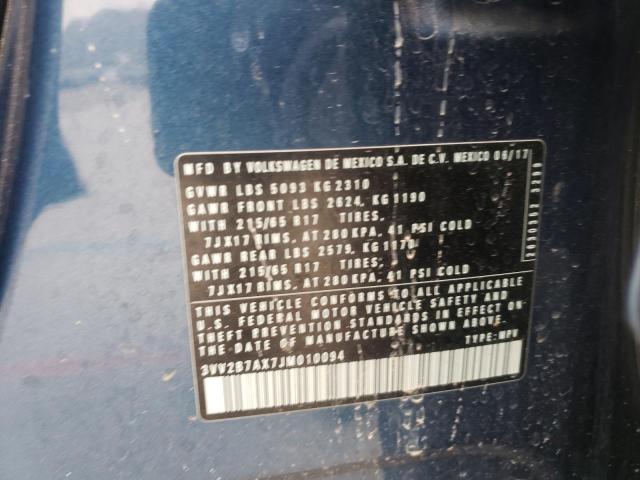 MFD BY VOLKSWAGEN DE MEXICO S.A. DE C.V. MEXICO 06/17
GVWR LBS 5093 KG 2310
GAWR FRONT LBS 2624, KG 1190
WITH 215/65 R17 TIRES,
7JX17 RIMS, AT 280 KPA, 41 PSI COLD
GAWR REAR LBS 2579, KG 1170
WITH 215/65 R17 TIRES,
7JX17 RIMS, AT 280 KPA, 41 PSI COLD
THIS VEHICLE CONFORMS TO ALL APPLICABLE
U.S. FEDERAL MOTOR VEHICLE SAFETY AND
THEFT PREVENTION STANDARDS IN EFFECT ON
THE DATE OF MANUFACTURE SHOWN ABOVE.
3VV2B7AX7JM010094 TYPE: MPV